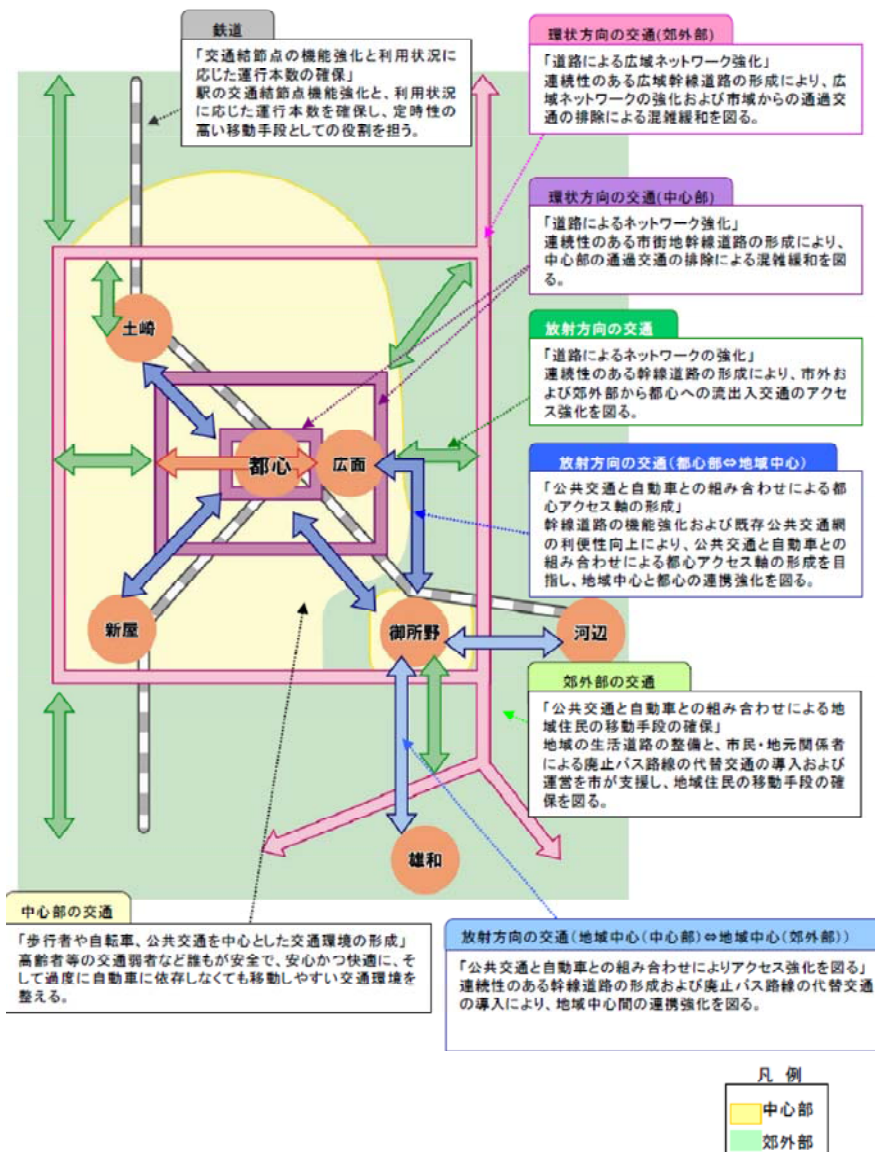 鉄道
「交通結節点の機能強化と利用状況に
応じた運行本数の確保」
駅の交通結節点機能強化と、利用状
況に応じた運行本数を確保し、定時性の
高い移動手段としての役割を担う。
環状方向の交通(郊外部)
「道路による広域ネットワーク強化」
連続性のある広域幹線道路の形成により、広
域ネットワークの強化および市域からの通過交
通の排除による混雑緩和を図る。
環状方向の交通(中心部)
「道路によるネットワーク強化」
連続性のある市街地幹線道路の形成により、
中心部の通過交通の排除による混雑緩和を図
る。
放射方向の交通
「道路によるネットワークの強化」
連続性のある幹線道路の形成により、市外お
よび郊外部から都心への流出入交通のアクセ
ス強化を図る。
放射方向の交通(都心部⇔地域中心)
「公共交通と自動車との組み合わせによる都
心アクセス軸の形成」
幹線道路の機能強化および既存公共交通網
の利便性向上により、公共交通と自動車との
組み合わせによる都心アクセス軸の形成を目
指し、地域中心と都心の連携強化を図る。
土崎
都心
広面
新屋
御所野
河辺
雄和
郊外部の交通
「公共交通と自動車との組み合わせによる地
域住民の移動手段の確保」
地域の生活道路の整備と、市民・地元関係者
による廃止バス路線の代替交通の導入および
運営を市が支援し、地域住民の移動手段の確
保を図る。
中心部の交通
「歩行者や自転車、公共交通を中心とした交通環境の形成」
高齢者等の交通弱者など誰もが安全で、安心かつ快適に、そ
して過度に自動車に依存しなくても移動しやすい交通環境を
整える。
放射方向の交通(地域中心(中心部)⇔地域中心(郊外部))
「公共交通と自動車との組み合わせによりアクセス強化を図る」
連続性のある幹線道路の形成および廃止バス路線の代替交通
の導入により、地域中心間の連携強化を図る。
凡 例
中心部
郊外部